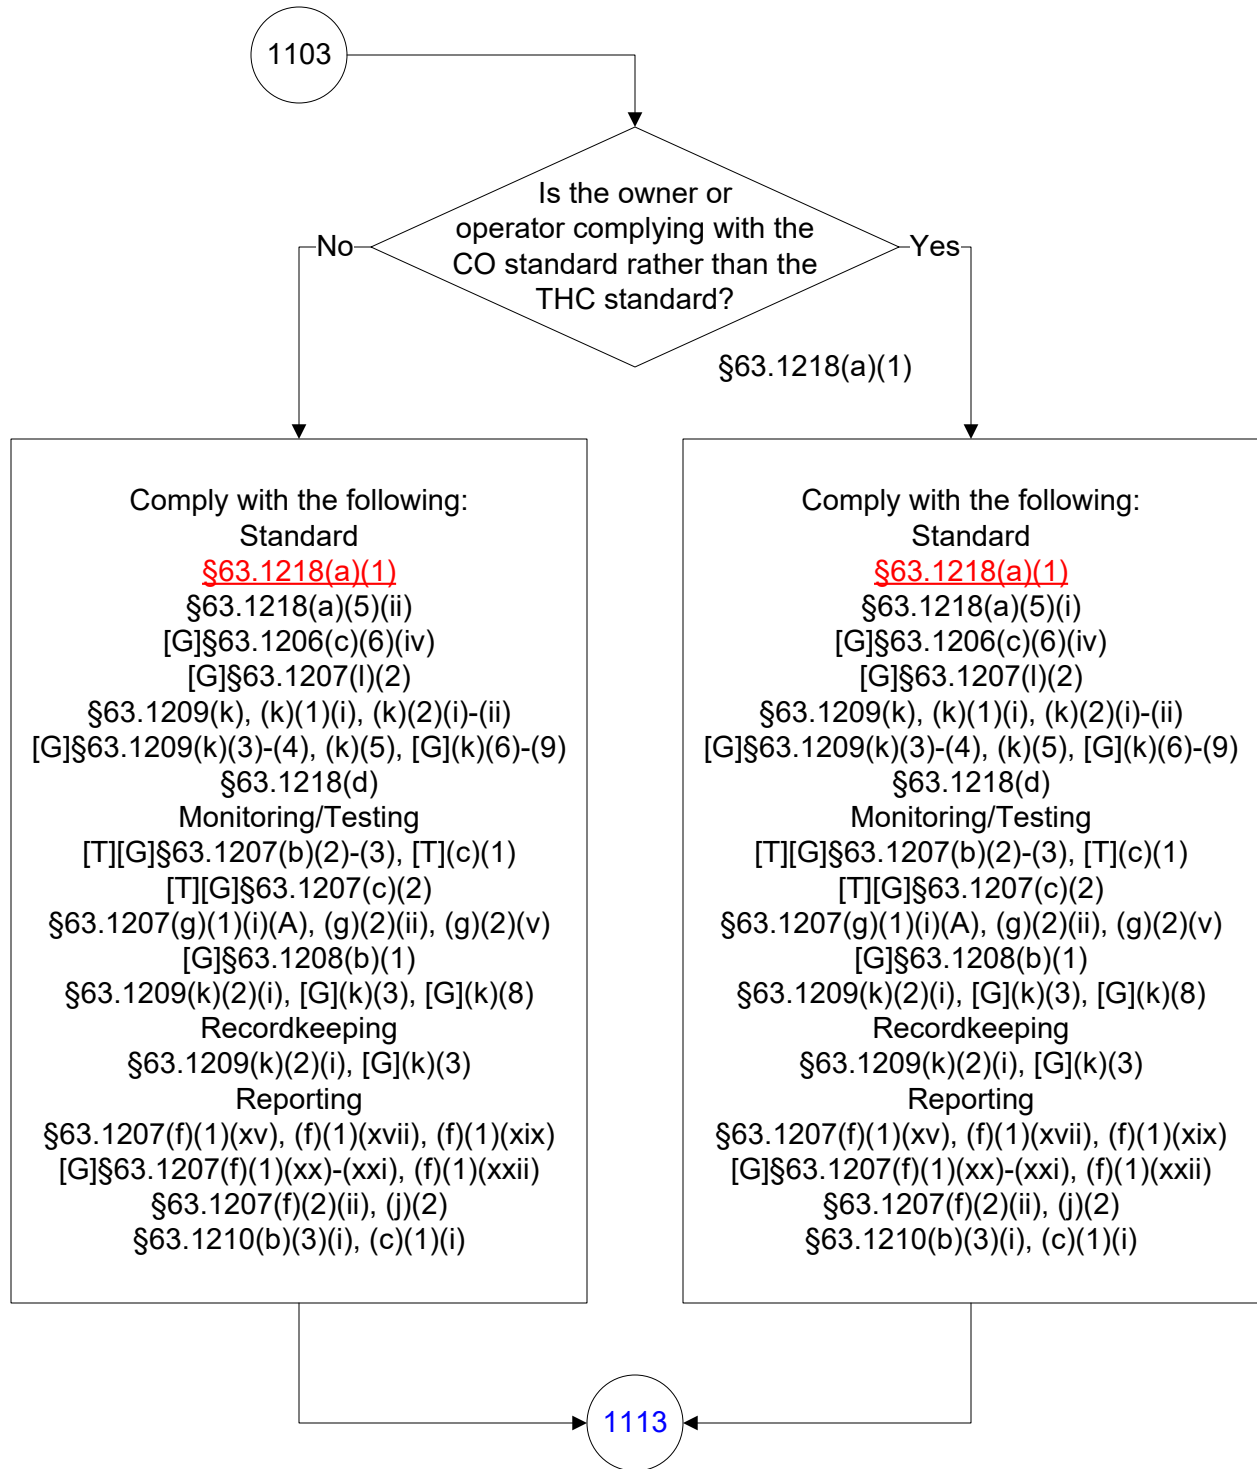 1103
Is the owner or
operator complying with the
CO standard rather than the
THC standard?
No
Yes
§63.1218(a)(1)
Comply with the following:
Standard
§63.1218(a)(1)
§63.1218(a)(5)(ii)
[G]§63.1206(c)(6)(iv)
[G]§63.1207(l)(2)
§63.1209(k), (k)(1)(i), (k)(2)(i)-(ii)
[G]§63.1209(k)(3)-(4), (k)(5), [G](k)(6)-(9)
§63.1218(d)
Monitoring/Testing
[T][G]§63.1207(b)(2)-(3), [T](c)(1)
[T][G]§63.1207(c)(2)
§63.1207(g)(1)(i)(A), (g)(2)(ii), (g)(2)(v)
[G]§63.1208(b)(1)
§63.1209(k)(2)(i), [G](k)(3), [G](k)(8)
Recordkeeping
§63.1209(k)(2)(i), [G](k)(3)
Reporting
§63.1207(f)(1)(xv), (f)(1)(xvii), (f)(1)(xix)
[G]§63.1207(f)(1)(xx)-(xxi), (f)(1)(xxii)
§63.1207(f)(2)(ii), (j)(2)
§63.1210(b)(3)(i), (c)(1)(i)
Comply with the following:
Standard
§63.1218(a)(1)
§63.1218(a)(5)(i)
[G]§63.1206(c)(6)(iv)
[G]§63.1207(l)(2)
§63.1209(k), (k)(1)(i), (k)(2)(i)-(ii)
[G]§63.1209(k)(3)-(4), (k)(5), [G](k)(6)-(9)
§63.1218(d)
Monitoring/Testing
[T][G]§63.1207(b)(2)-(3), [T](c)(1)
[T][G]§63.1207(c)(2)
§63.1207(g)(1)(i)(A), (g)(2)(ii), (g)(2)(v)
[G]§63.1208(b)(1)
§63.1209(k)(2)(i), [G](k)(3), [G](k)(8)
Recordkeeping
§63.1209(k)(2)(i), [G](k)(3)
Reporting
§63.1207(f)(1)(xv), (f)(1)(xvii), (f)(1)(xix)
[G]§63.1207(f)(1)(xx)-(xxi), (f)(1)(xxii)
§63.1207(f)(2)(ii), (j)(2)
§63.1210(b)(3)(i), (c)(1)(i)
1113